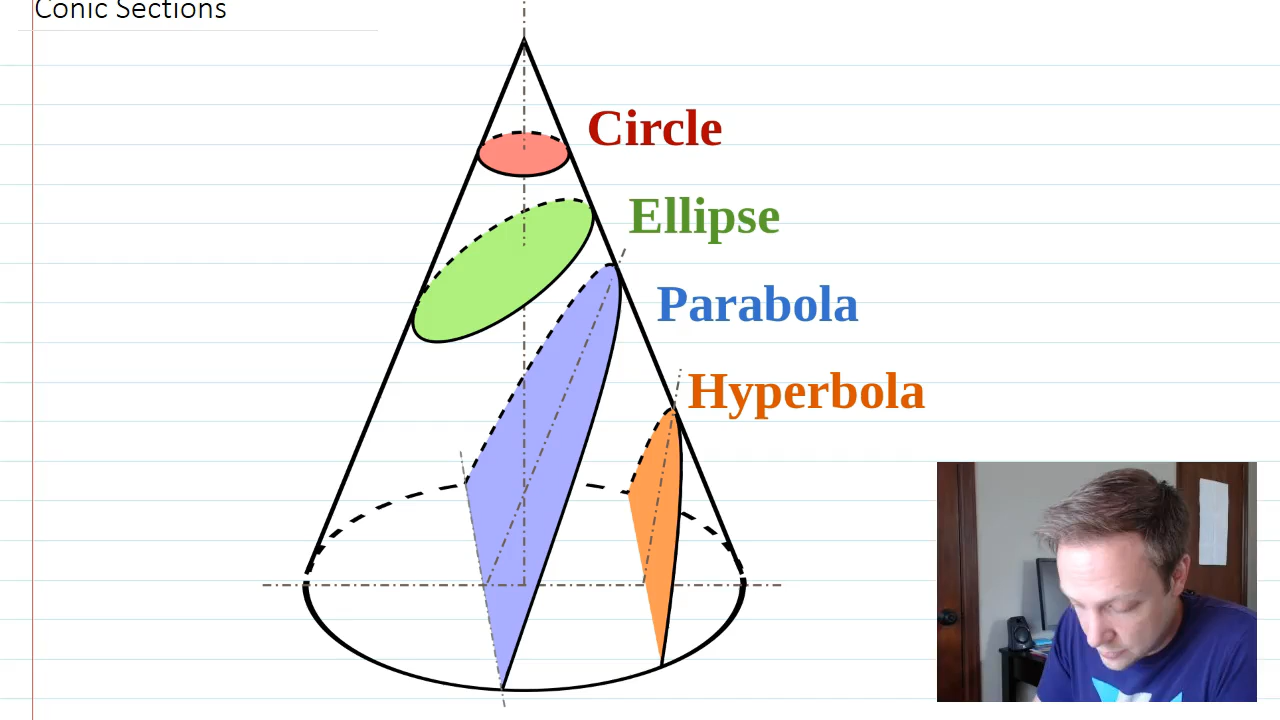 Conic Sections
Circle
Ellipse
Parabola
Hyperbola